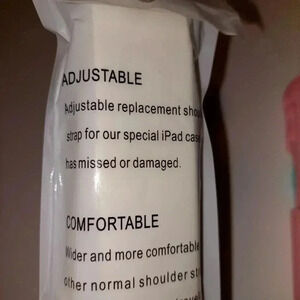 ADJUSTABLE
Adjustable replacement
strap for our special iPad
has missed or damaged.
COMFORTABLE
Wider and more comfortable
other normal shoulder